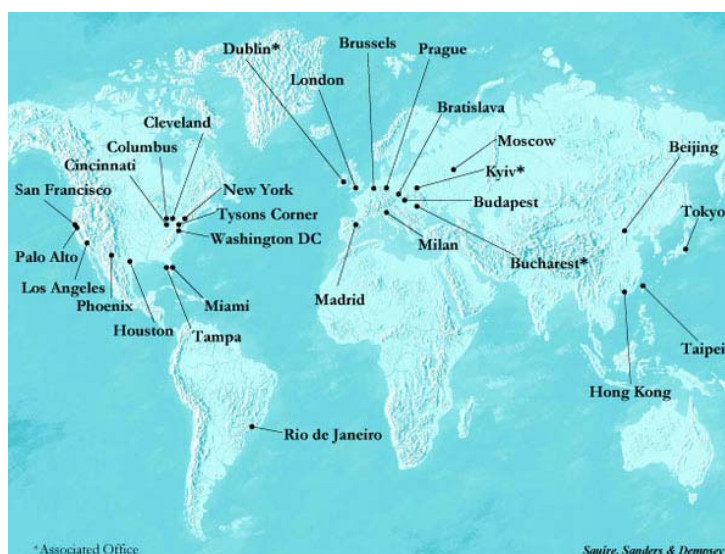 Dublin*
Brussels
Prague
London
Bratislava
Cleveland
Columbus
Moscow
Beijing
Cincinnati
Kyiv*
San Francisco
New York
Tysons Corner
Budapest
Tokyo
Washington DC
Milan
Palo Alto
Bucharest*
Los Angeles
Phoenix
Miami
Madrid
Houston
Tampa
Taipei
Hong Kong
Rio de Janeiro
*Associated Office
Squire, Sanders & Dempsey